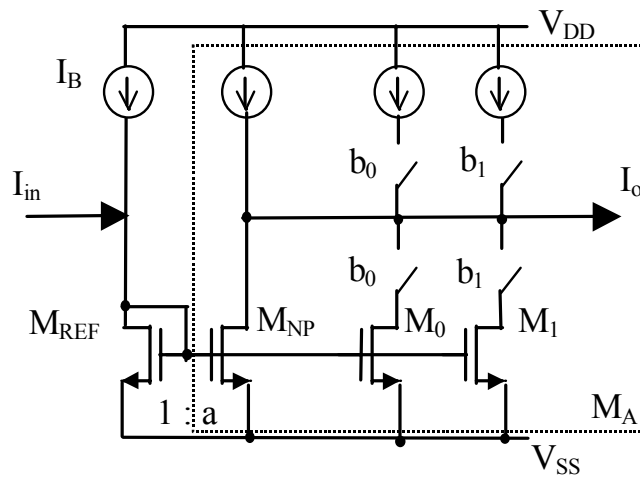 V_DD
I_B
b_0 b_1
I_in I_o
b_0 b_1
M_REF M_NP M_0 M_1
1 : a M_A
V_SS